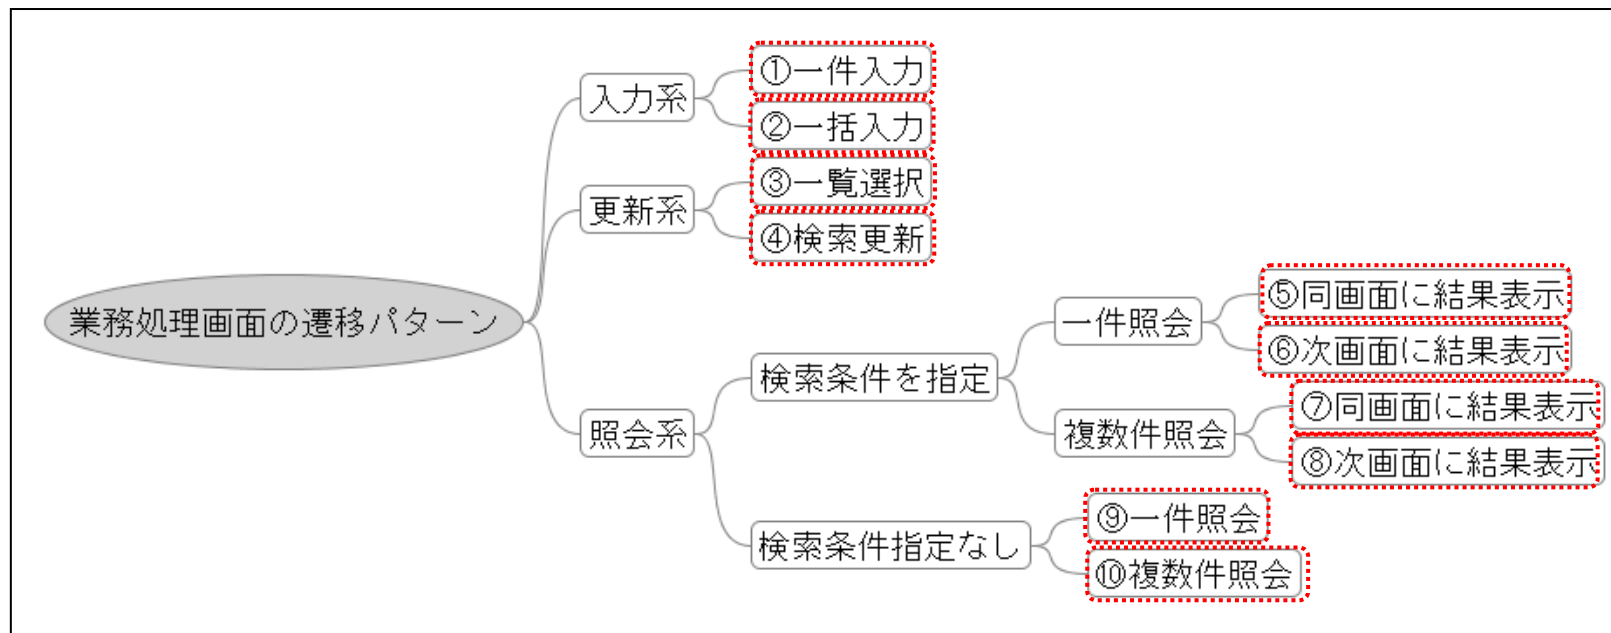 業務処理画面の遷移パターン
入力系
①一件入力
②一括入力
更新系
③一覧選択
④検索更新
照会系
検索条件を指定
一件照会
⑤同画面に結果表示
⑥次画面に結果表示
複数件照会
⑦同画面に結果表示
⑧次画面に結果表示
検索条件指定なし
⑨一件照会
⑩複数件照会